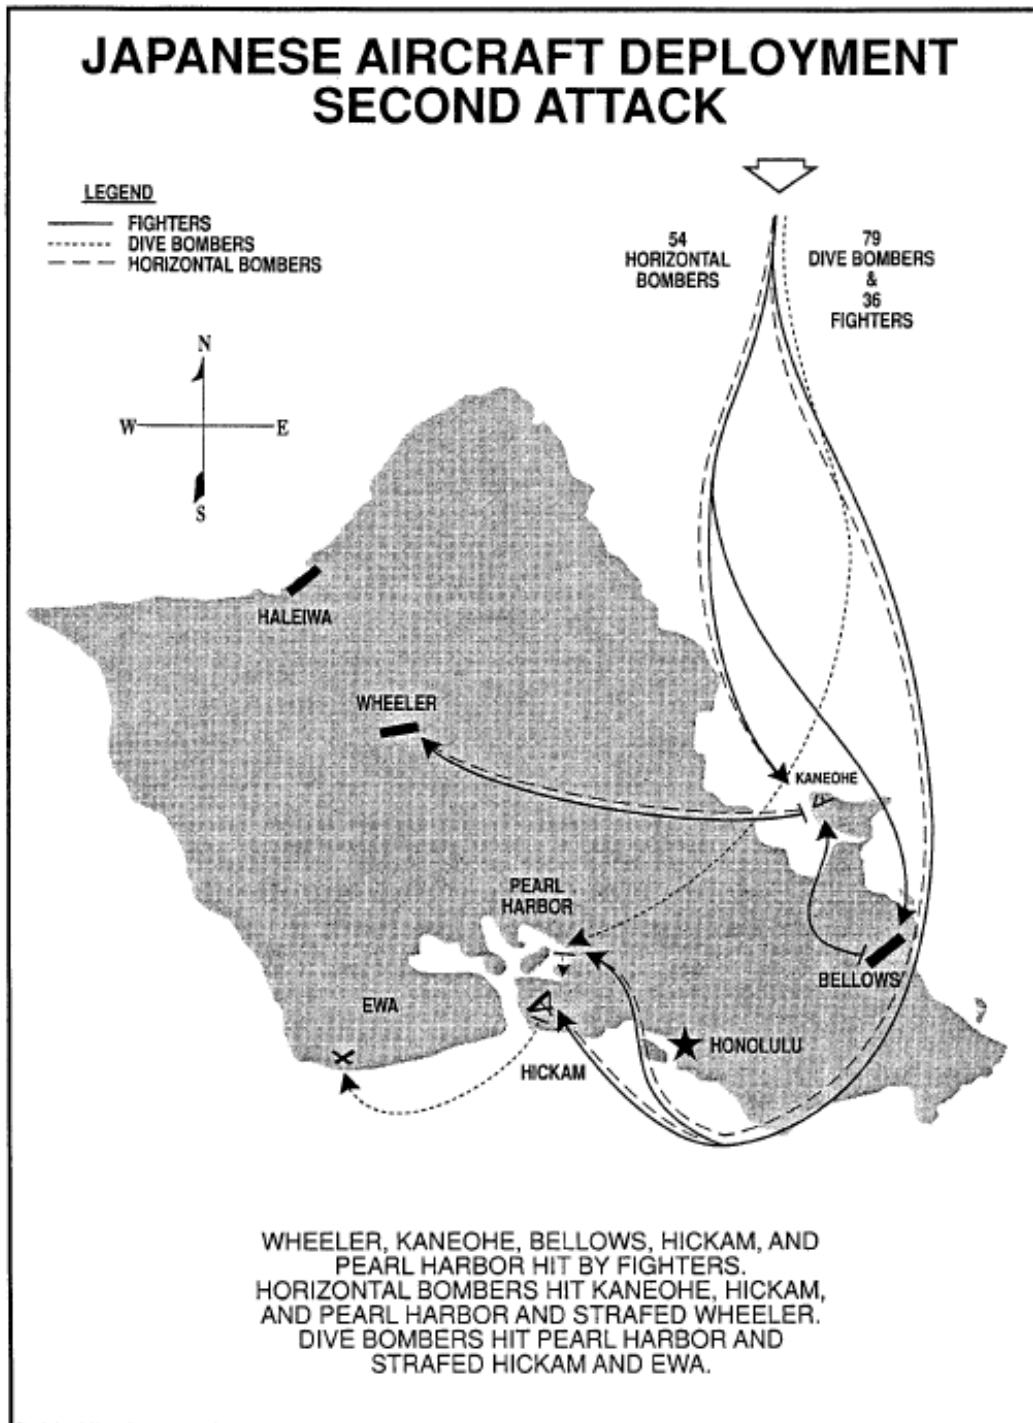 JAPANESE AIRCRAFT DEPLOYMENT
SECOND ATTACK
LEGEND
FIGHTERS
DIVE BOMBERS
HORIZONTAL BOMBERS
54
HORIZONTAL
BOMBERS
79
DIVE BOMBERS
&
36
FIGHTERS
N
W
E
S
HALEIWA
WHEELER
KANEOHE
PEARL
HARBOR
BELLOWS
EWA
HONOLULU
HICKAM
WHEELER, KANEOHE, BELLOWS, HICKAM, AND
PEARL HARBOR HIT BY FIGHTERS.
HORIZONTAL BOMBERS HIT KANEOHE, HICKAM,
AND PEARL HARBOR AND STRAFED WHEELER.
DIVE BOMBERS HIT PEARL HARBOR AND
STRAFED HICKAM AND EWA.